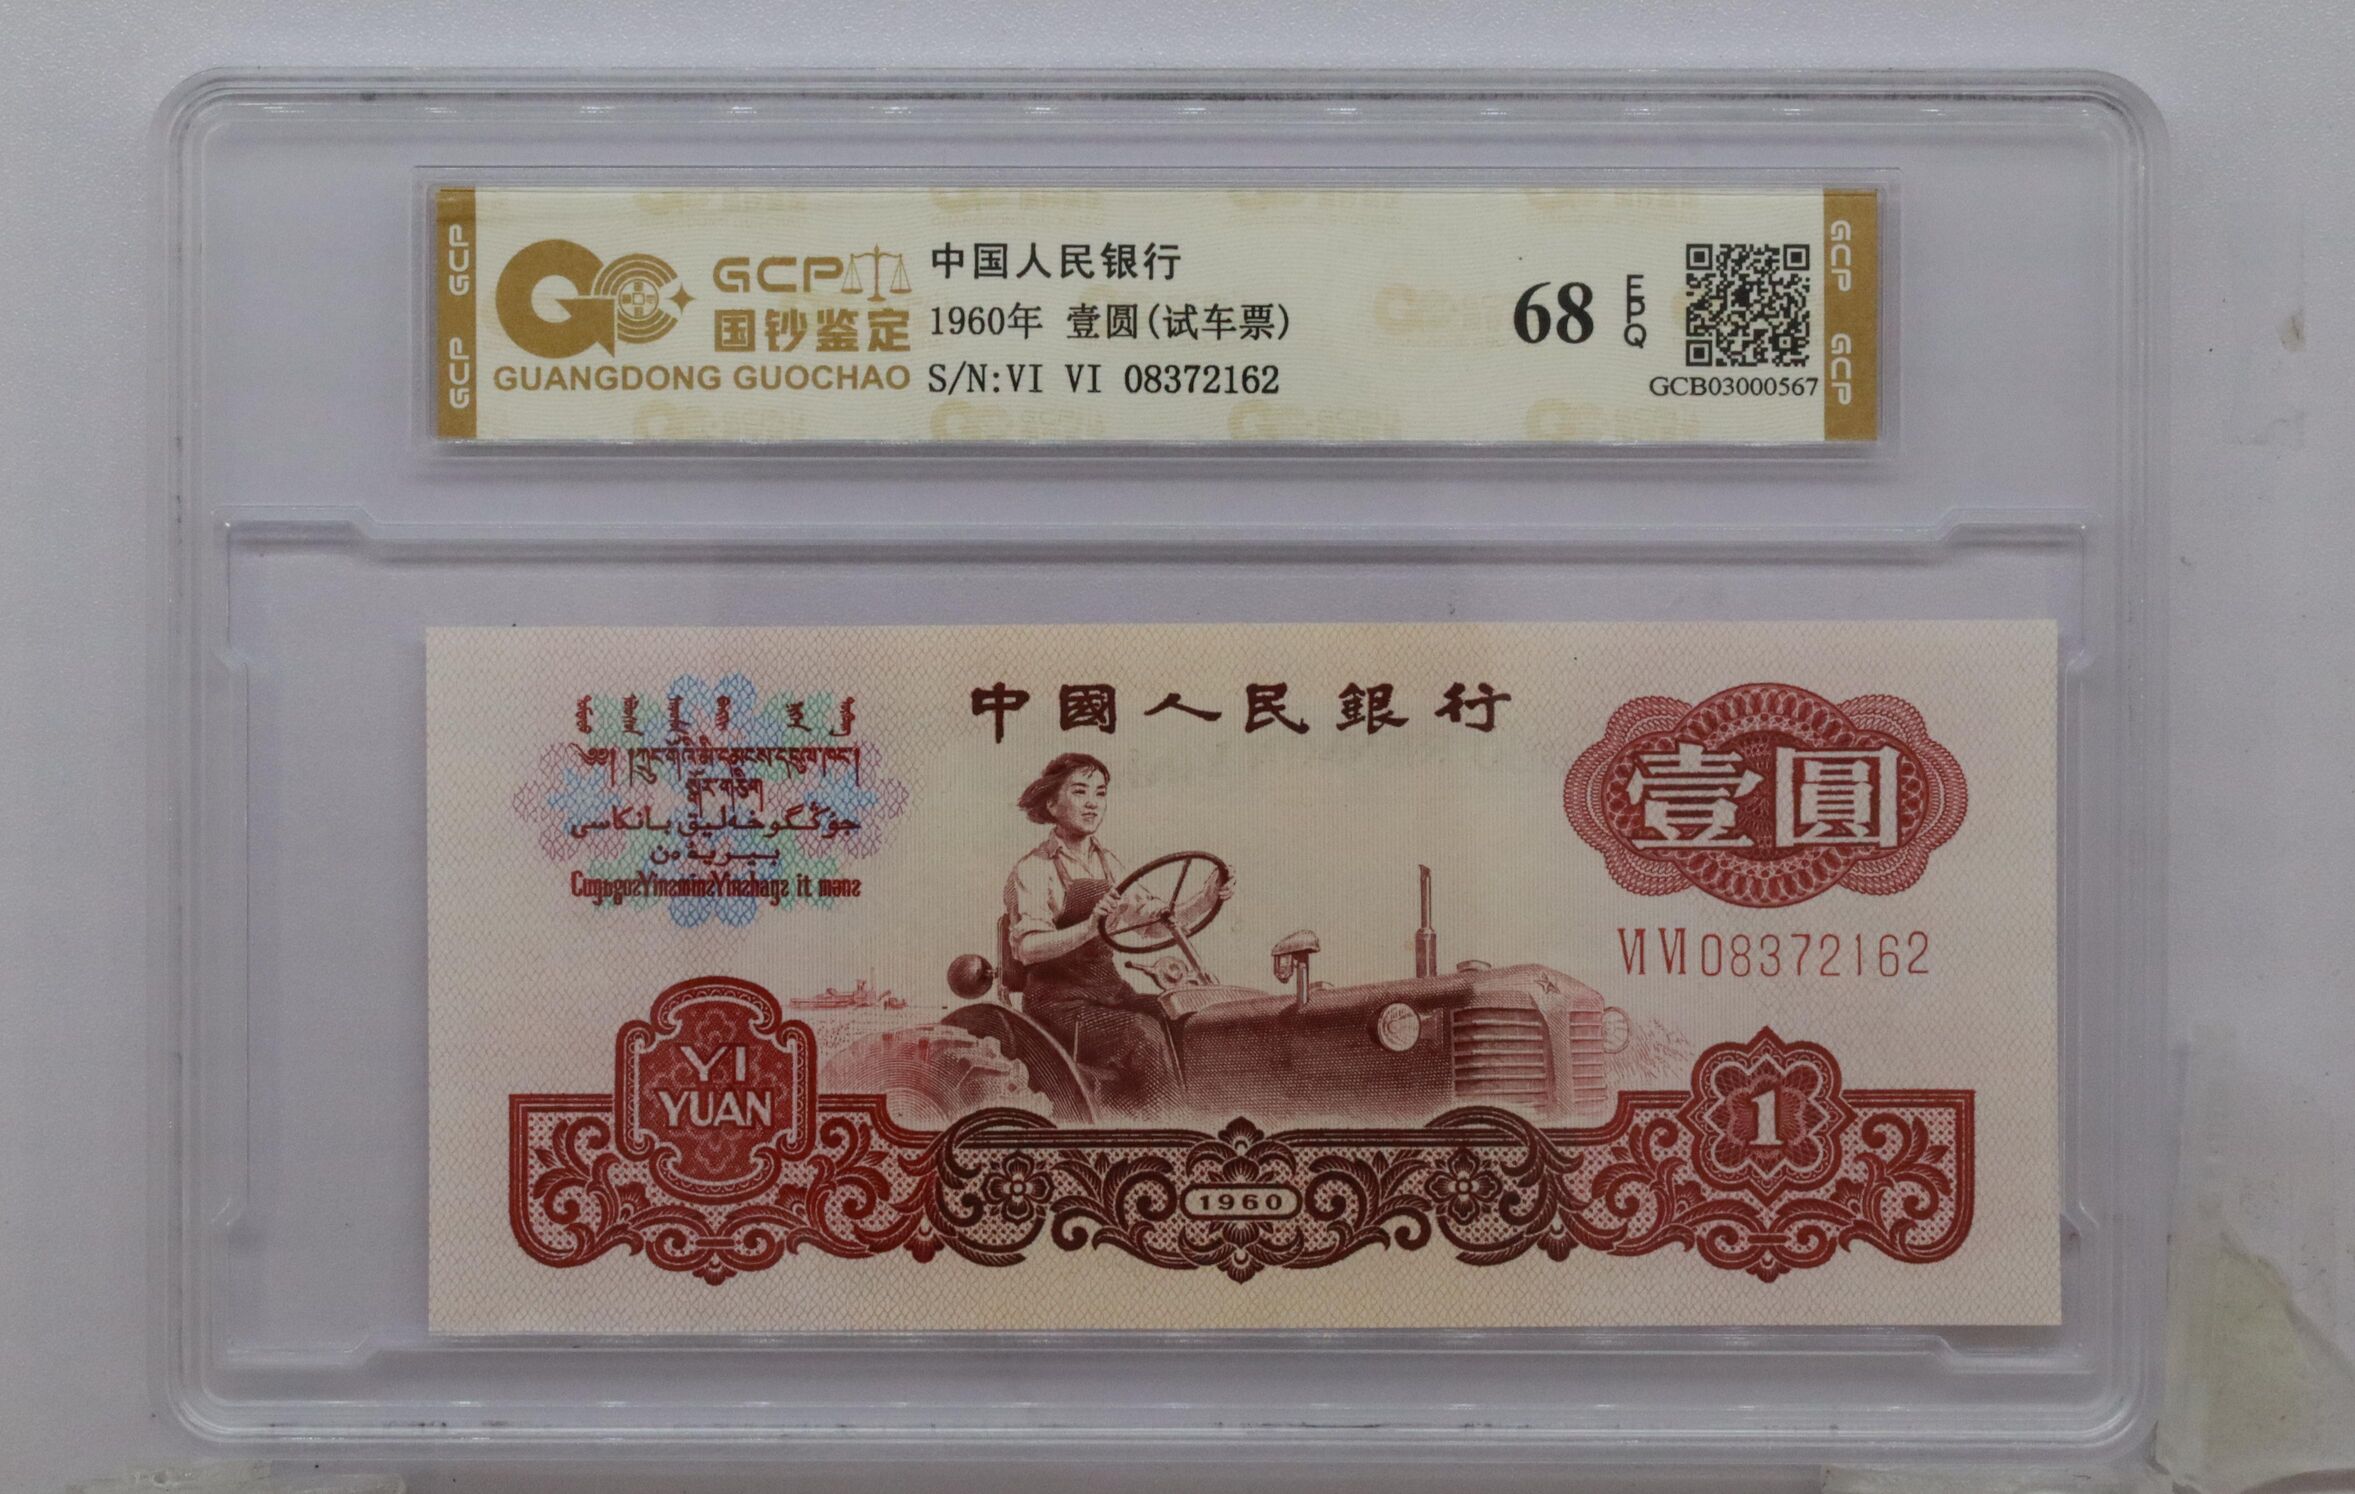 GCP
GCP
GCP
国钞鉴定
GUANGDONG GUOCHAO
中国人民银行
1960年 壹圆(试车票)
S/N:VI VI 08372162
68 EPQ
GCB03000567
GCP
GCP
中國人民銀行
壹圓
VI VI 08372162
YI
YUAN
1
1960